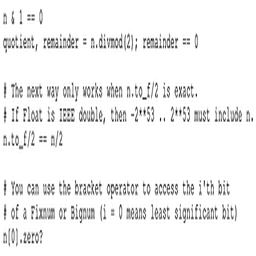 n & 1 == 0
quotient, remainder = n.divmod(2); remainder == 0
# The next way only works when n.to_f/2 is exact.
# If Float is IEEE double, then -2**53 .. 2**53 must include n.
n.to_f/2 == n/2
# You can use the bracket operator to access the i'th bit
# of a Fixnum or Bignum (i = 0 means least significant bit)
n[0].zero?